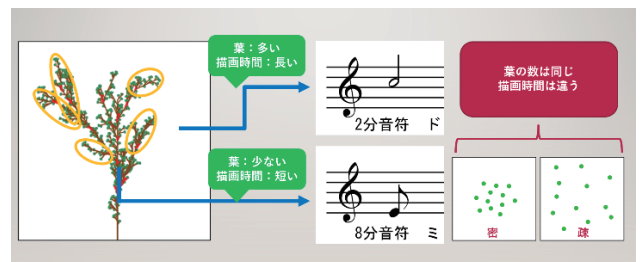 葉：多い
描画時間：長い
2分音符　ド
葉：少ない
描画時間：短い
8分音符　ミ
葉の数は同じ
描画時間は違う
密
疎